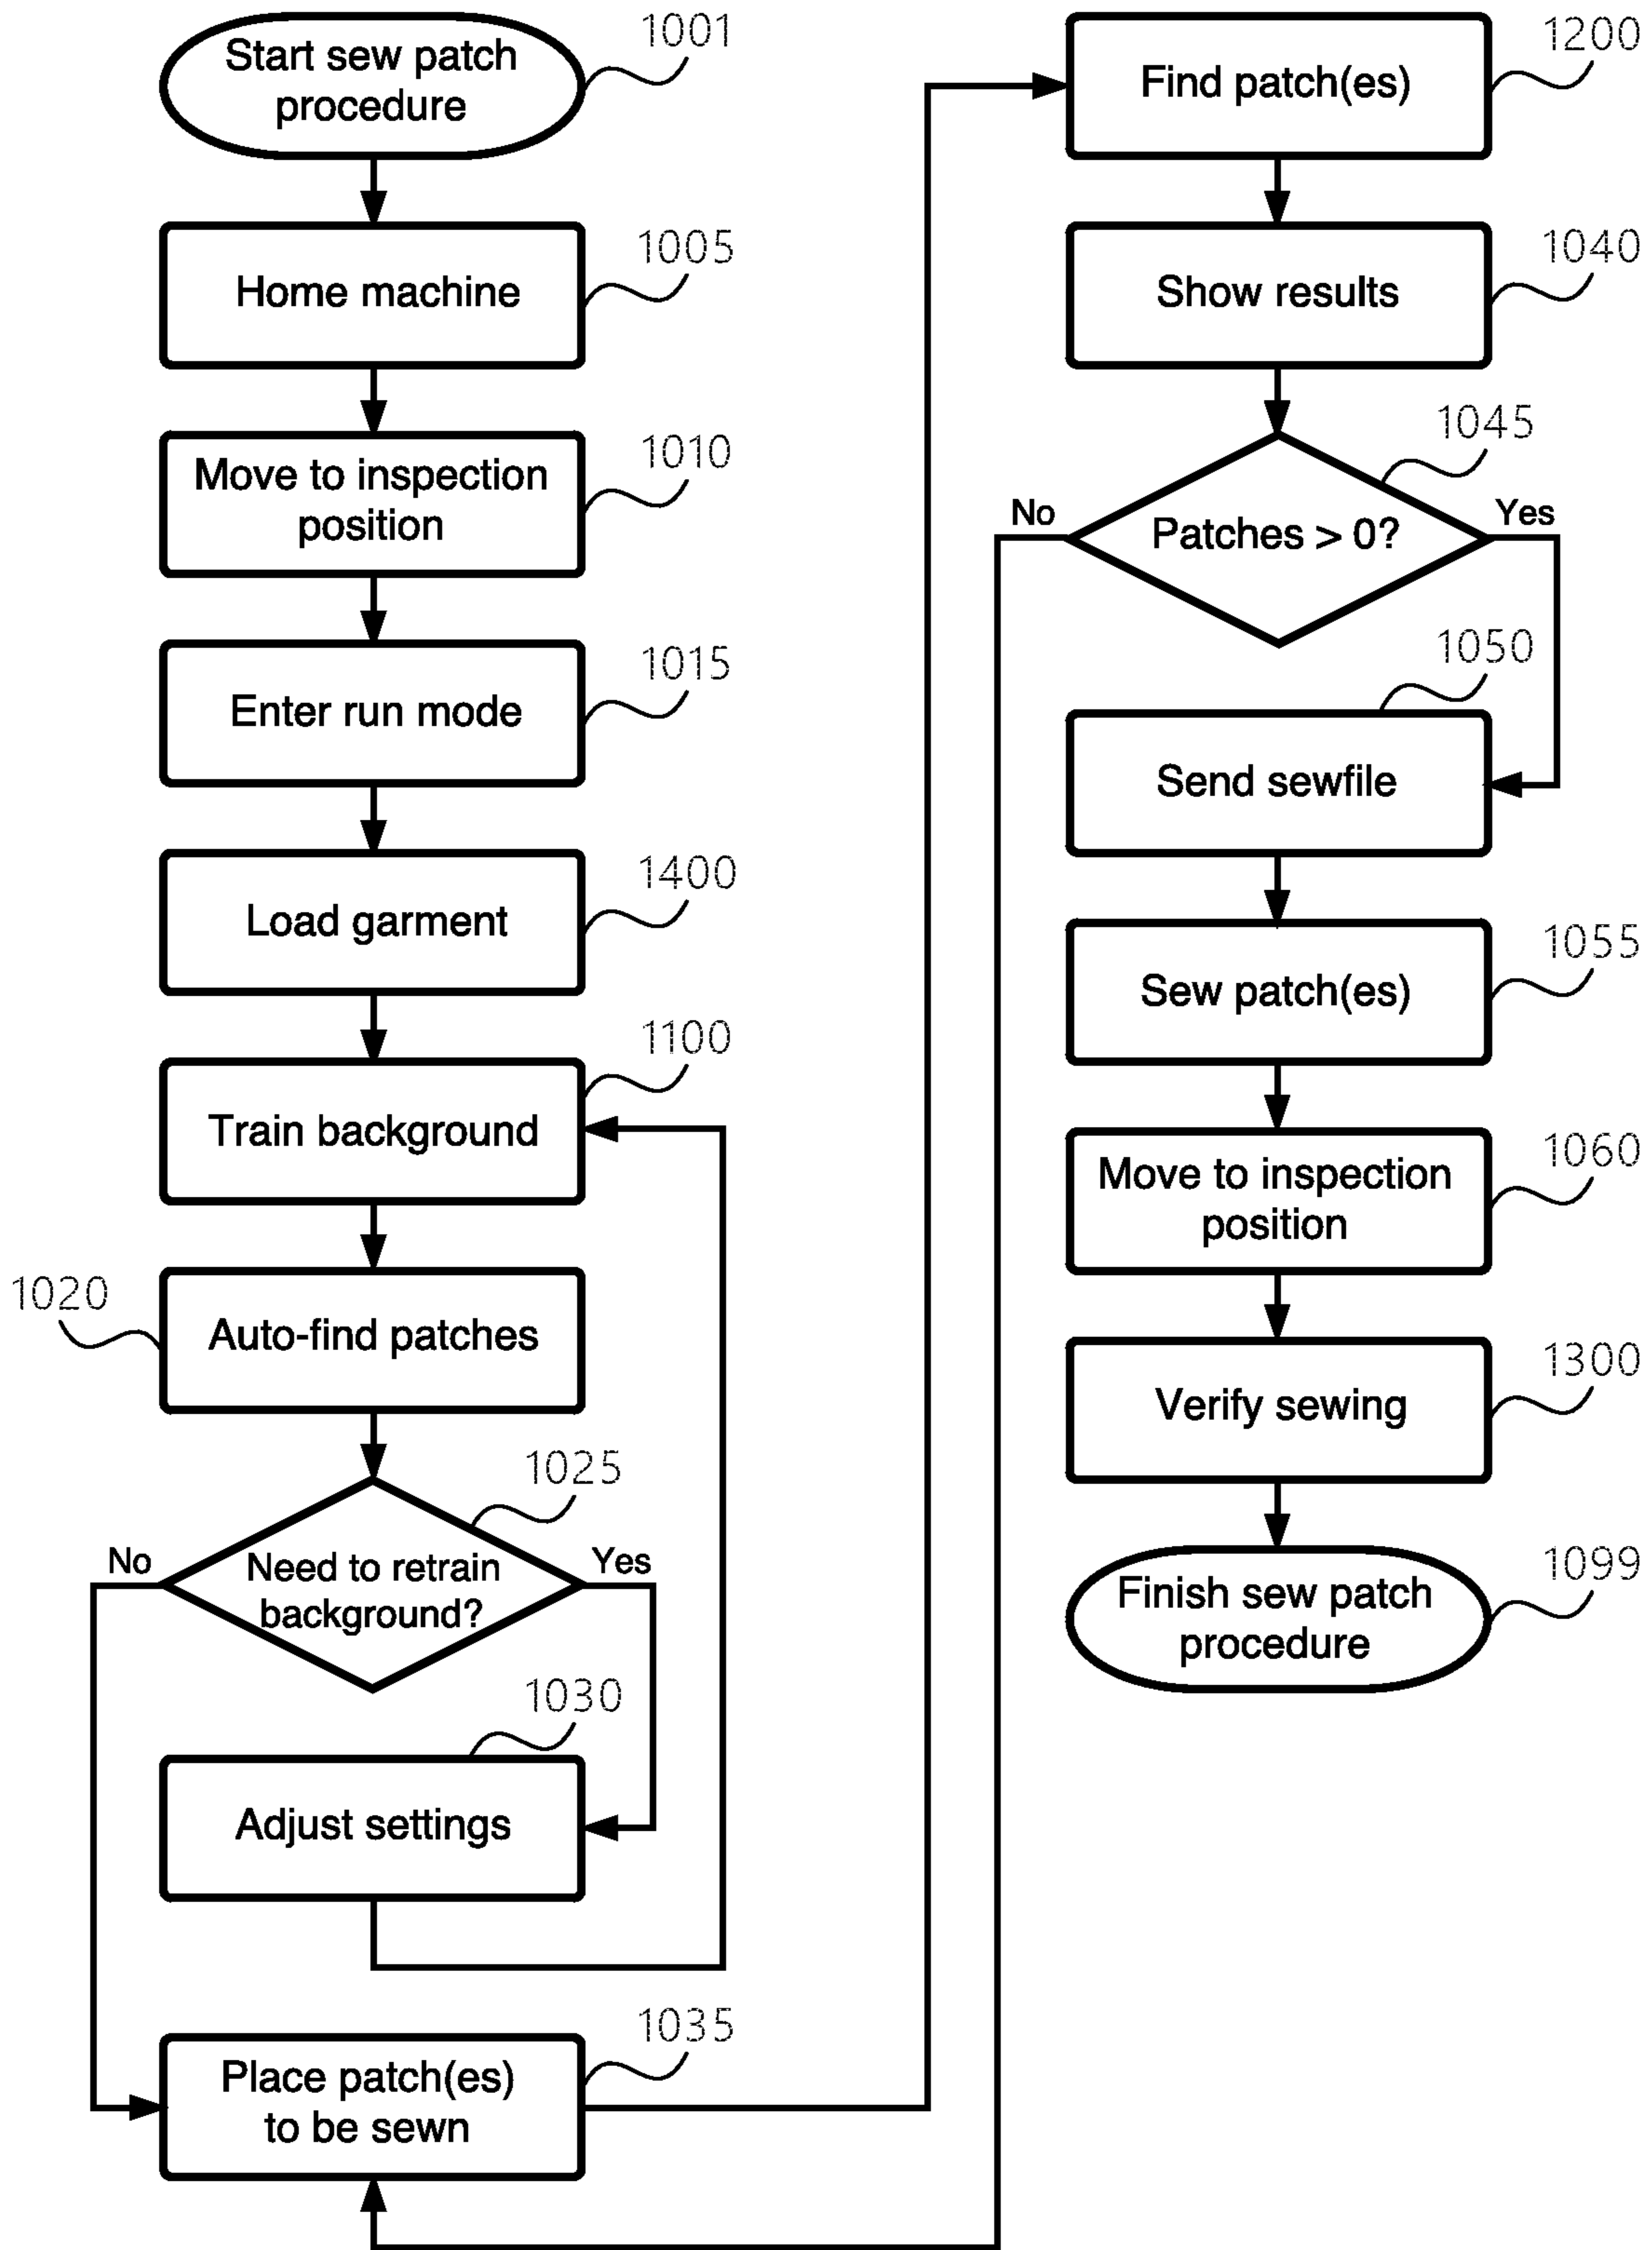 Start sew patch
procedure
1001
Home machine
1005
Move to inspection
position
1010
Enter run mode
1015
Load garment
1400
Train background
1100
Auto-find patches
1020
Need to retrain
background?
1025
No
Yes
Adjust settings
1030
Place patch(es)
to be sewn
1035
Find patch(es)
1200
Show results
1040
Patches > 0?
1045
No
Yes
Send sewfile
1050
Sew patch(es)
1055
Move to inspection
position
1060
Verify sewing
1300
Finish sew patch
procedure
1099